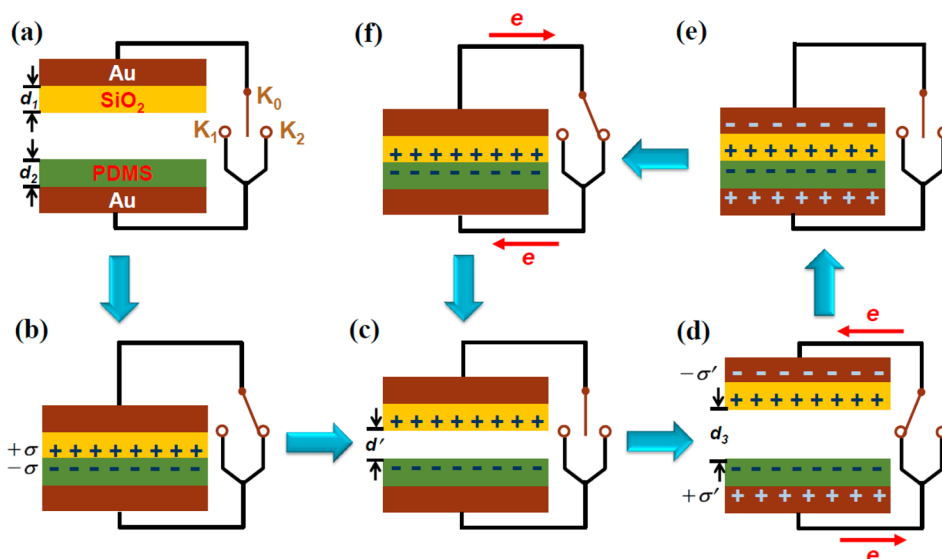 (a)
Au
d₁
SiO₂
K₀
K₁
K₂
d₂
PDMS
Au
(f)
e
+ + + + + + + +
- - - - - - - -
e
(e)
- - - - - - -
+ + + + + + + +
- - - - - - - -
+ + + + + + +
(b)
+σ
+ + + + + + + +
−σ
- - - - - - - -
(c)
+ + + + + + + +
d′
- - - - - - - -
(d)
e
−σ′
- - - - - - -
+ + + + + + + +
d₃
- - - - - - - -
+σ′
+ + + + + + +
e